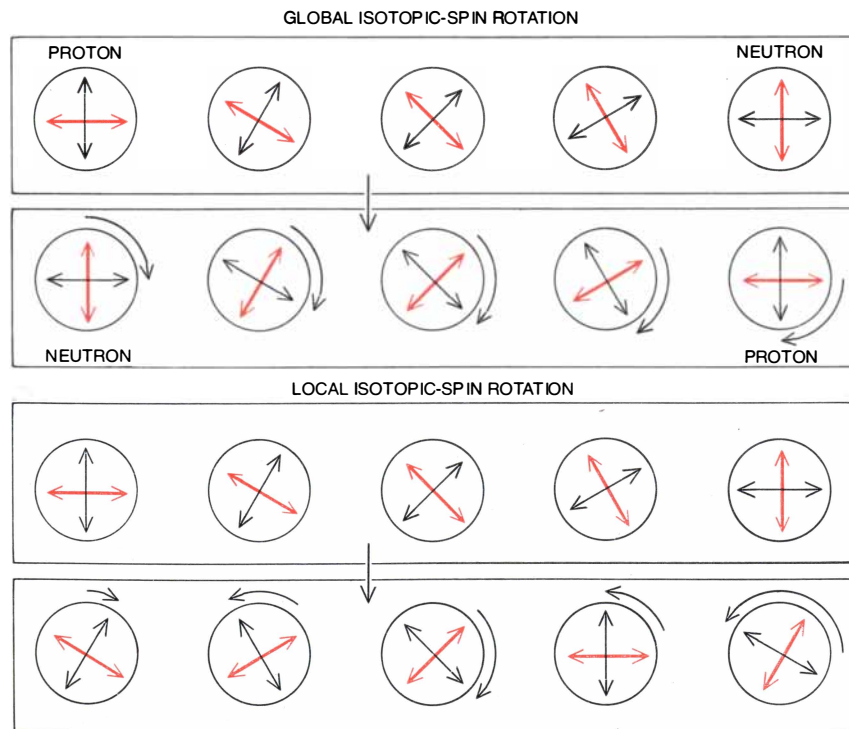 GLOBAL ISOTOPIC-SPIN ROTATION
PROTON
NEUTRON
NEUTRON
PROTON
LOCAL ISOTOPIC-SPIN ROTATION